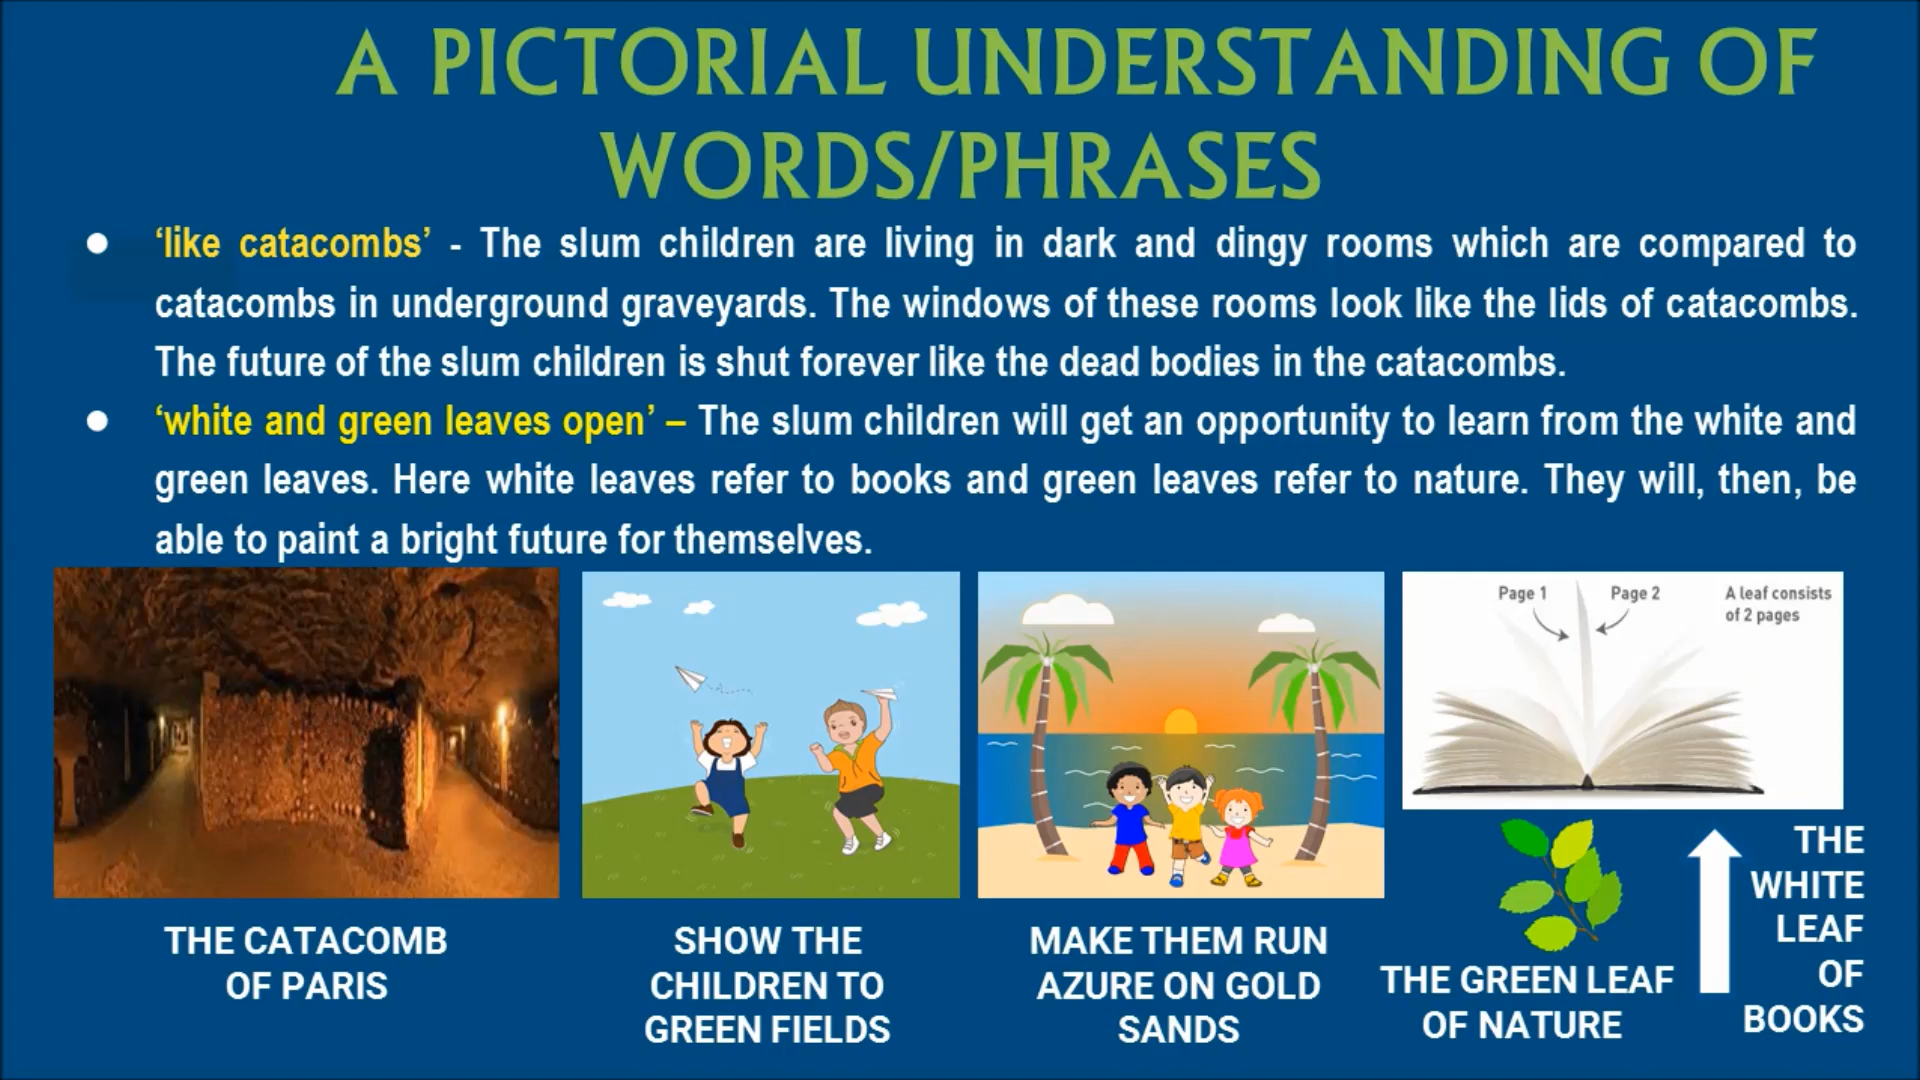 A PICTORIAL UNDERSTANDING OF
WORDS/PHRASES
● ‘like catacombs’ - The slum children are living in dark and dingy rooms which are compared to
catacombs in underground graveyards. The windows of these rooms look like the lids of catacombs.
The future of the slum children is shut forever like the dead bodies in the catacombs.
● ‘white and green leaves open’ – The slum children will get an opportunity to learn from the white and
green leaves. Here white leaves refer to books and green leaves refer to nature. They will, then, be
able to paint a bright future for themselves.
THE CATACOMB
OF PARIS
SHOW THE
CHILDREN TO
GREEN FIELDS
MAKE THEM RUN
AZURE ON GOLD
SANDS
Page 1
Page 2
A leaf consists
of 2 pages
THE GREEN LEAF
OF NATURE
THE
WHITE
LEAF
OF
BOOKS